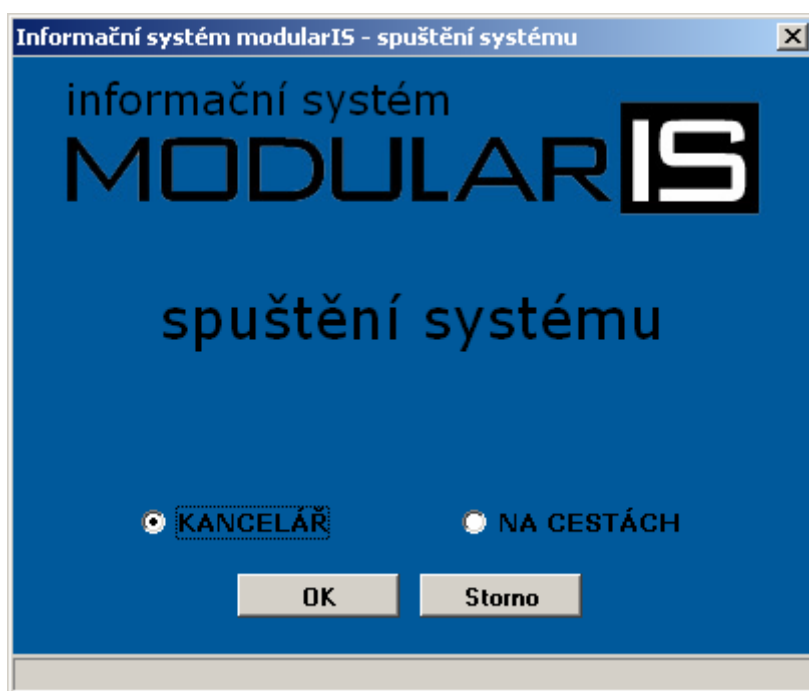 Informační systém modularIS - spuštění systému
informační systém
MODULARIS
spuštění systému
KANCELÁŘ NA CESTÁCH
OK Storno